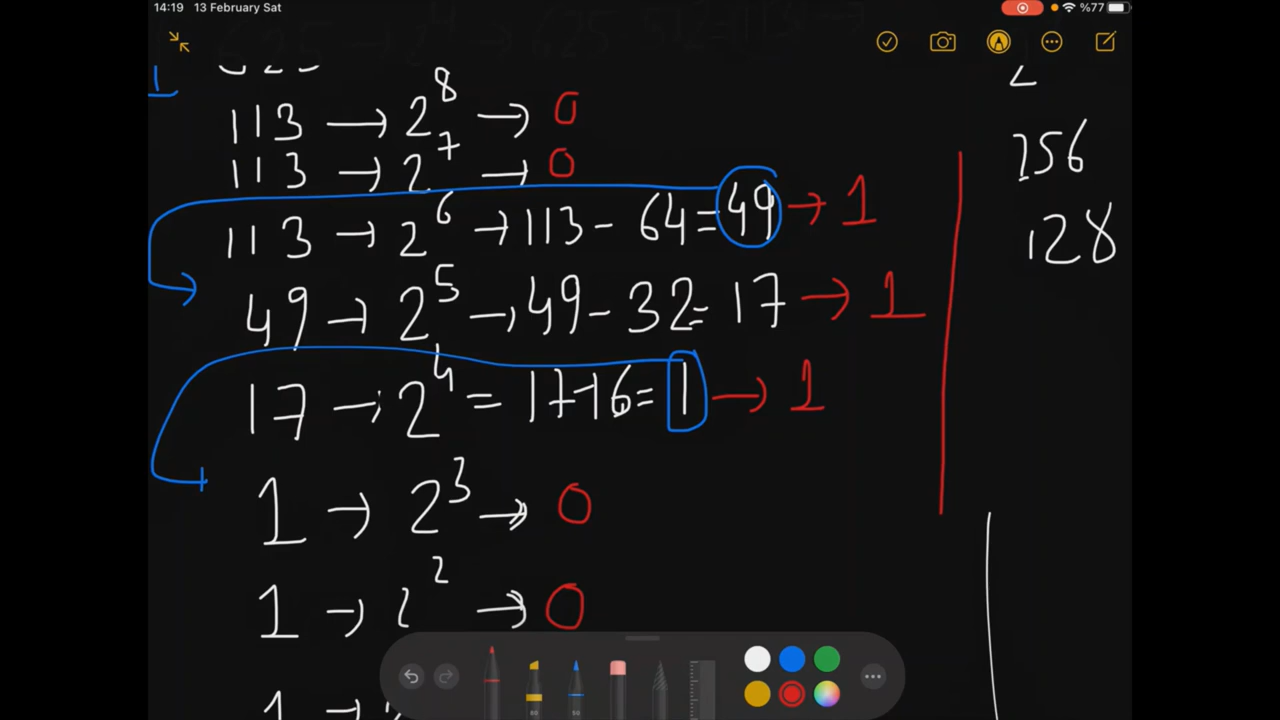 14:19 13 February Sat %77
113 → 2^8 → 0
113 → 2^7 → 0
113 → 2^6 → 113 - 64 = 49 → 1
49 → 2^5 → 49 - 32 = 17 → 1
17 → 2^4 = 17-16 = 1 → 1
1 → 2^3 → 0
1 → 2^2 → 0
1 →
256
128